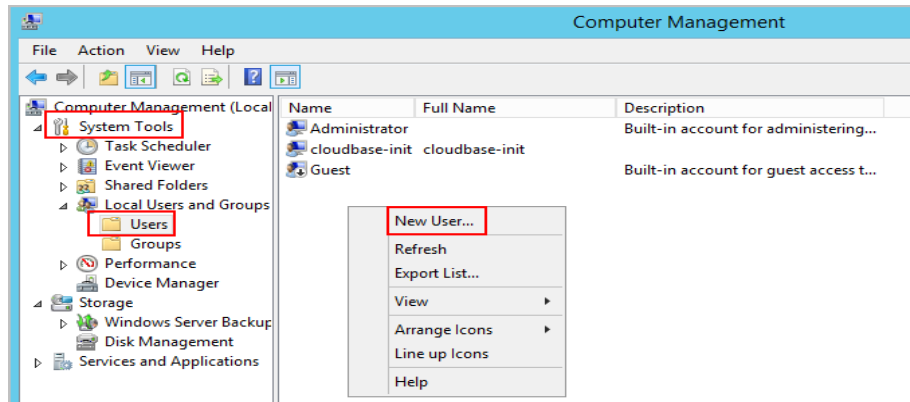 Computer Management
File Action View Help
Computer Management (Local
System Tools
Task Scheduler
Event Viewer
Shared Folders
Local Users and Groups
Users
Groups
Performance
Device Manager
Storage
Windows Server Backup
Disk Management
Services and Applications
Name Full Name Description
Administrator Built-in account for administering...
cloudbase-init cloudbase-init
Guest Built-in account for guest access t...
New User...
Refresh
Export List...
View
Arrange Icons
Line up Icons
Help